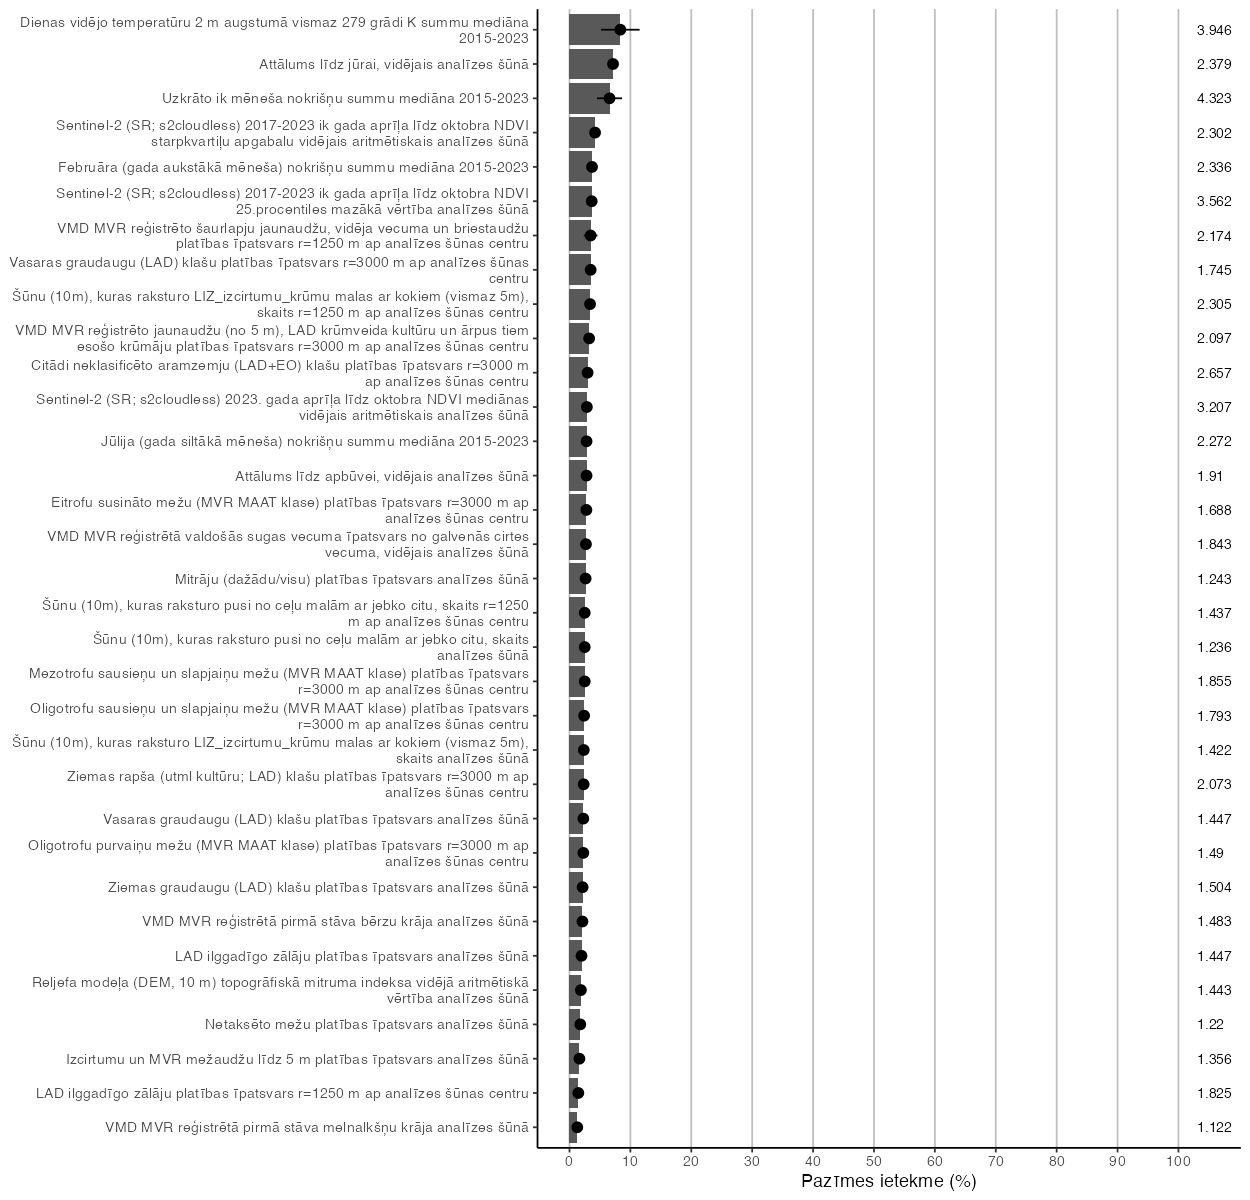 Dienas vidējo temperatūru 2 m augstumā vismaz 279 grādi K summu mediāna
2015-2023
3.946
Attālums līdz jūrai, vidējais analīzes šūnā
2.379
Uzkrāto ik mēneša nokrišņu summu mediāna 2015-2023
4.323
Sentinel-2 (SR; s2cloudless) 2017-2023 ik gada aprīļa līdz oktobra NDVI
starpkvartiļu apgabalu vidējais aritmētiskais analīzes šūnā
2.302
Februāra (gada aukstākā mēneša) nokrišņu summu mediāna 2015-2023
2.336
Sentinel-2 (SR; s2cloudless) 2017-2023 ik gada aprīļa līdz oktobra NDVI
25.procentiles mazākā vērtība analīzes šūnā
3.562
VMD MVR reģistrēto šaurlapju jaunaudžu, vidēja vecuma un briestaudžu
platības īpatsvars r=1250 m ap analīzes šūnas centru
2.174
Vasaras graudaugu (LAD) klašu platības īpatsvars r=3000 m ap analīzes šūnas
centru
1.745
Šūnu (10m), kuras raksturo LIZ_izcirtumu_krūmu malas ar kokiem (vismaz 5m),
skaits r=1250 m ap analīzes šūnas centru
2.305
VMD MVR reģistrēto jaunaudžu (no 5 m), LAD krūmveida kultūru un ārpus tiem
esošo krūmāju platības īpatsvars r=3000 m ap analīzes šūnas centru
2.097
Citādi neklasificēto aramzemju (LAD+EO) klašu platības īpatsvars r=3000 m
ap analīzes šūnas centru
2.657
Sentinel-2 (SR; s2cloudless) 2023. gada aprīļa līdz oktobra NDVI mediānas
vidējais aritmētiskais analīzes šūnā
3.207
Jūlija (gada siltākā mēneša) nokrišņu summu mediāna 2015-2023
2.272
Attālums līdz apbūvei, vidējais analīzes šūnā
1.91
Eitrofu susināto mežu (MVR MAAT klase) platības īpatsvars r=3000 m ap
analīzes šūnas centru
1.688
VMD MVR reģistrētā valdošās sugas vecuma īpatsvars no galvenās cirtes
vecuma, vidējais analīzes šūnā
1.843
Mitrāju (dažādu/visu) platības īpatsvars analīzes šūnā
1.243
Šūnu (10m), kuras raksturo pusi no ceļu malām ar jebko citu, skaits r=1250
m ap analīzes šūnas centru
1.437
Šūnu (10m), kuras raksturo pusi no ceļu malām ar jebko citu, skaits
analīzes šūnā
1.236
Mezotrofu sausieņu un slapjaiņu mežu (MVR MAAT klase) platības īpatsvars
r=3000 m ap analīzes šūnas centru
1.855
Oligotrofu sausieņu un slapjaiņu mežu (MVR MAAT klase) platības īpatsvars
r=3000 m ap analīzes šūnas centru
1.793
Šūnu (10m), kuras raksturo LIZ_izcirtumu_krūmu malas ar kokiem (vismaz 5m),
skaits analīzes šūnā
1.422
Ziemas rapša (utml kultūru; LAD) klašu platības īpatsvars r=3000 m ap
analīzes šūnas centru
2.073
Vasaras graudaugu (LAD) klašu platības īpatsvars analīzes šūnā
1.447
Oligotrofu purvaiņu mežu (MVR MAAT klase) platības īpatsvars r=3000 m ap
analīzes šūnas centru
1.49
Ziemas graudaugu (LAD) klašu platības īpatsvars analīzes šūnā
1.504
VMD MVR reģistrētā pirmā stāva bērzu krāja analīzes šūnā
1.483
LAD ilggadīgo zālāju platības īpatsvars analīzes šūnā
1.447
Reljefa modeļa (DEM, 10 m) topogrāfiskā mitruma indeksa vidējā aritmētiskā
vērtība analīzes šūnā
1.443
Netaksēto mežu platības īpatsvars analīzes šūnā
1.22
Izcirtumu un MVR mežaudžu līdz 5 m platības īpatsvars analīzes šūnā
1.356
LAD ilggadīgo zālāju platības īpatsvars r=1250 m ap analīzes šūnas centru
1.825
VMD MVR reģistrētā pirmā stāva melnalkšņu krāja analīzes šūnā
1.122
0 10 20 30 40 50 60 70 80 90 100
Pazīmes ietekme (%)